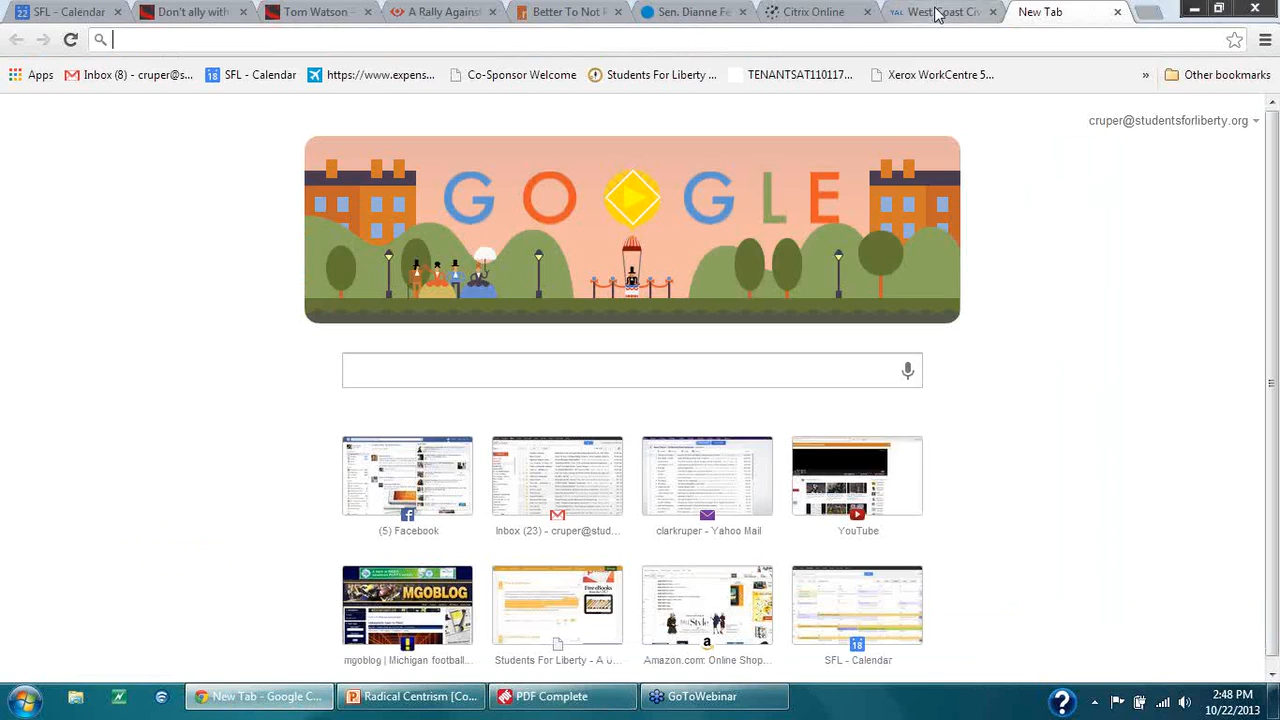 SFL - Calendar
Don't ally with
Tom Watson
A Rally Against
Better To Not
Sen. Dianne
Citrix Online
West Coast
New Tab
Apps
Inbox (8) - cruper@s...
SFL - Calendar
https://www.expens...
Co-Sponsor Welcome
Students For Liberty ...
TENANTSAT110117...
Xerox WorkCentre 5...
»
Other bookmarks
cruper@studentsforliberty.org
GOOGLE
(5) Facebook
Inbox (23) - cruper@stud...
clarkruper - Yahoo Mail
YouTube
MGOBLOG
mgoblog | Michigan football...
Students For Liberty - A U...
Amazon.com: Online Shop...
18
SFL - Calendar
New Tab - Google C...
Radical Centrism [Co...
PDF Complete
GoToWebinar
2:48 PM
10/22/2013